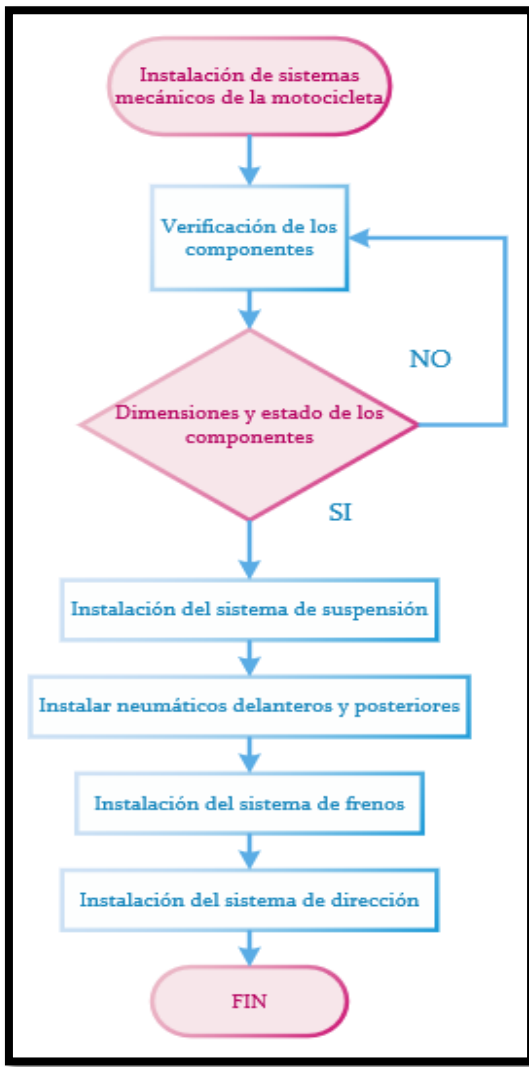 Instalación de sistemas
mecánicos de la motocicleta
Verificación de los
componentes
NO
Dimensiones y estado de los
componentes
SI
Instalación del sistema de suspensión
Instalar neumáticos delanteros y posteriores
Instalación del sistema de frenos
Instalación del sistema de dirección
FIN